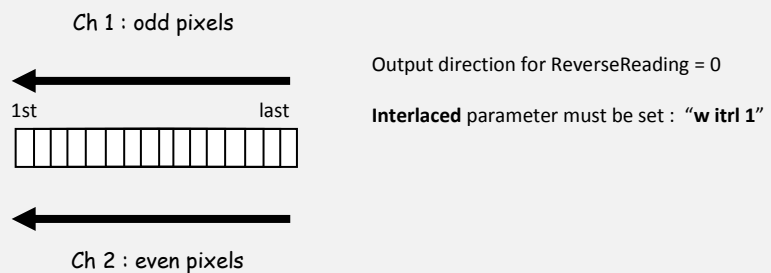 Ch 1 : odd pixels
Output direction for ReverseReading = 0
1st last
Interlaced parameter must be set : “w itrl 1”
Ch 2 : even pixels